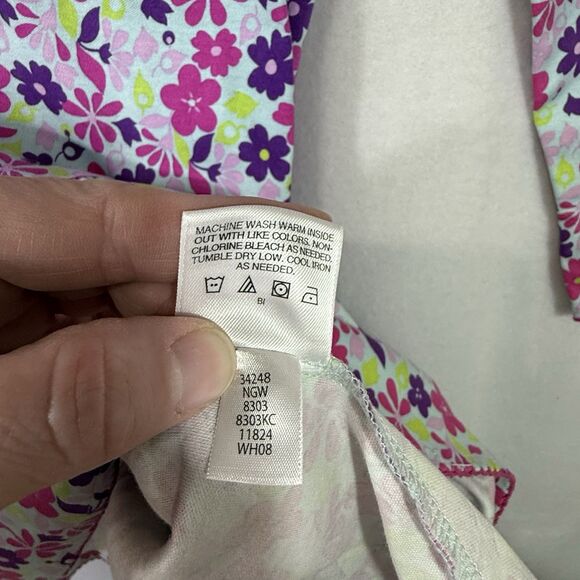 MACHINE WASH WARM INSIDE
OUT WITH LIKE COLORS. NON-
CHLORINE BLEACH AS NEEDED.
TUMBLE DRY LOW. COOL IRON
AS NEEDED.
BI
34248
NGW
8303
8303KC
11824
WH08